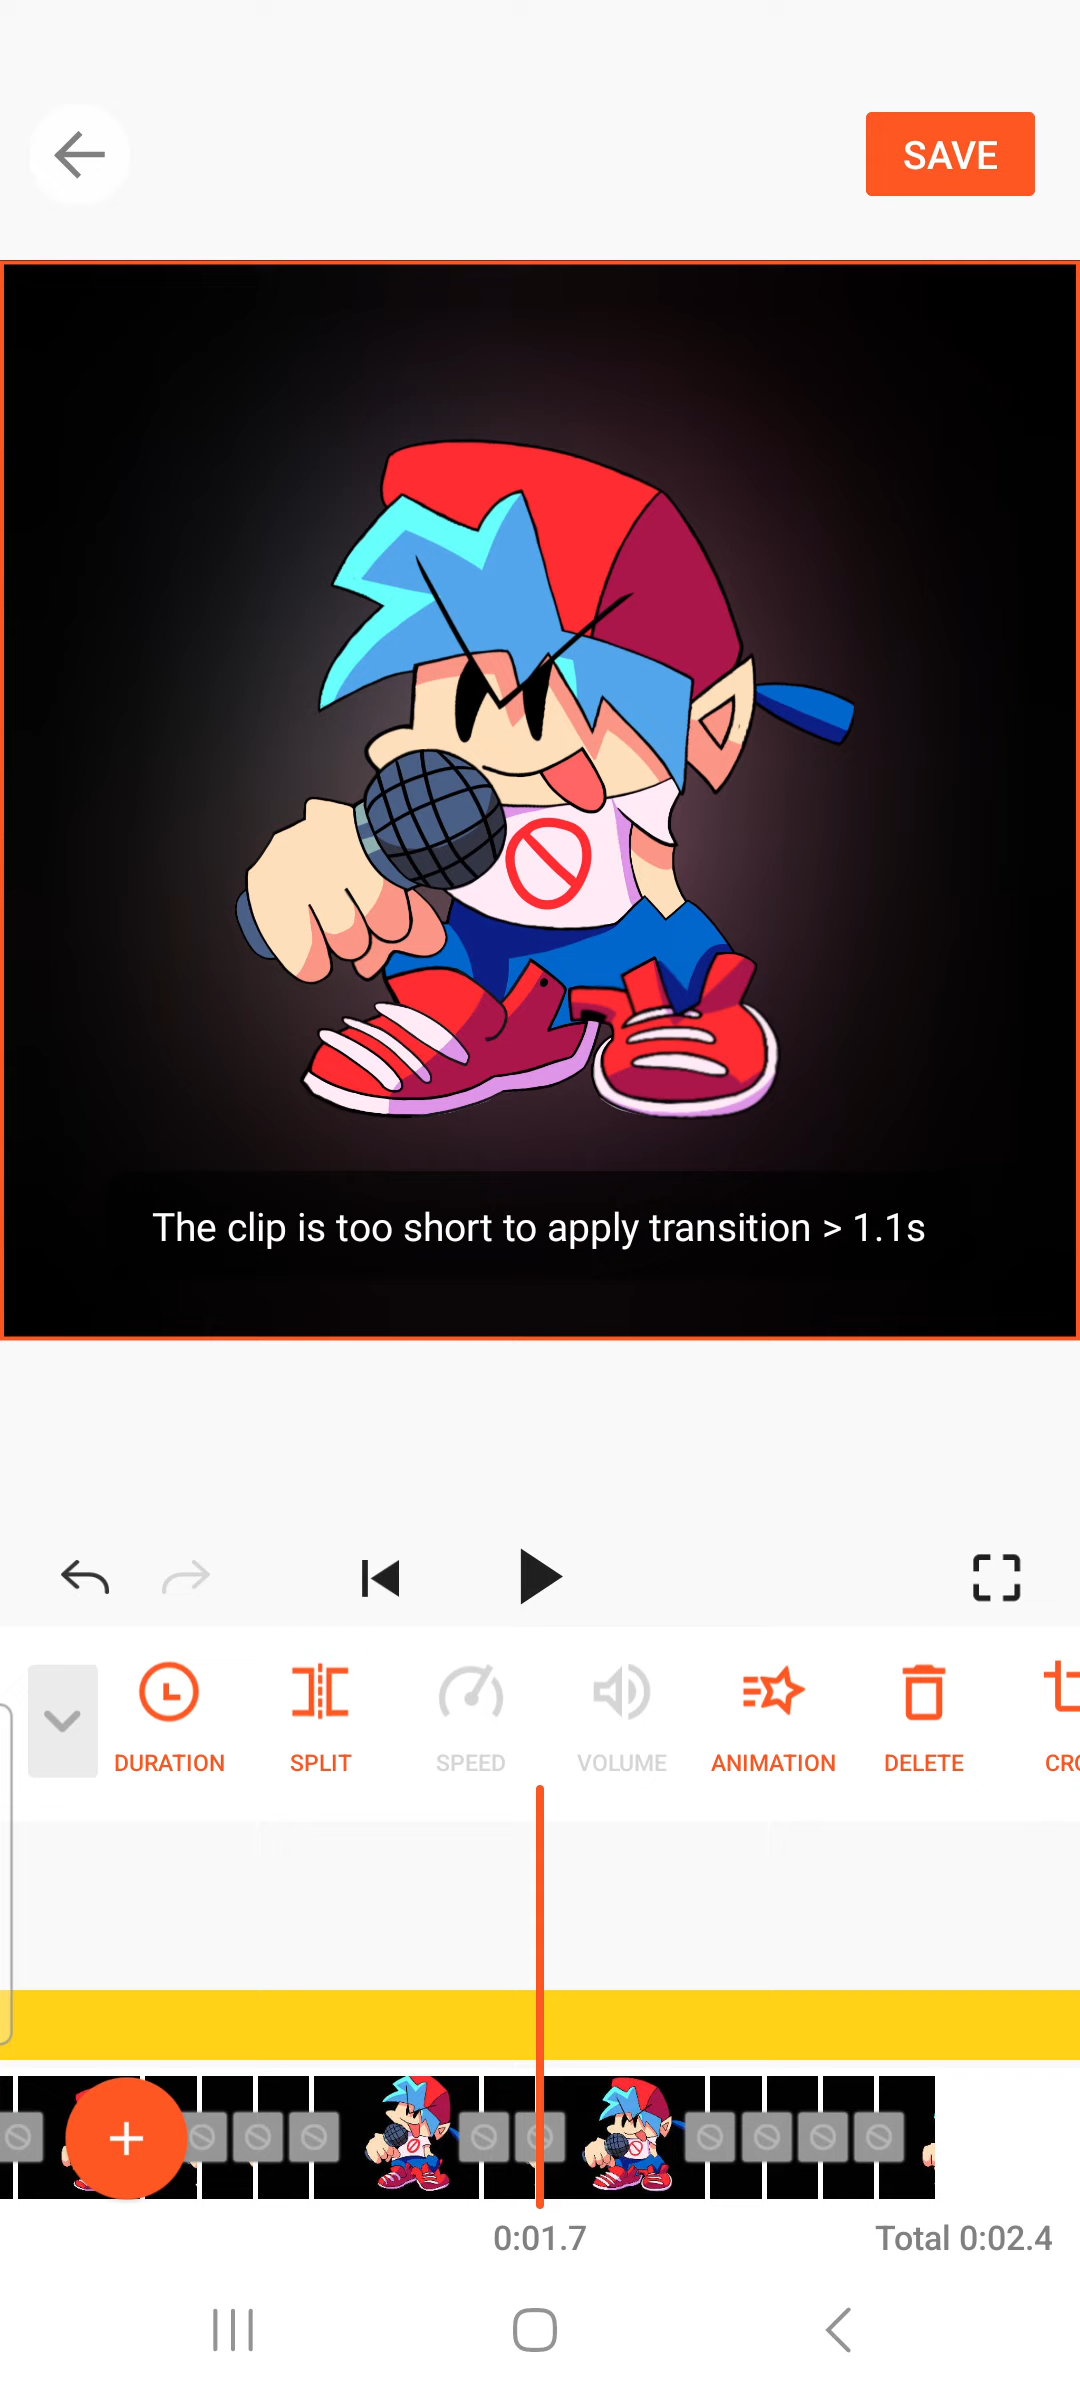 SAVE
The clip is too short to apply transition > 1.1s
DURATION
SPLIT
SPEED
VOLUME
ANIMATION
DELETE
CRO
0:01.7
Total 0:02.4